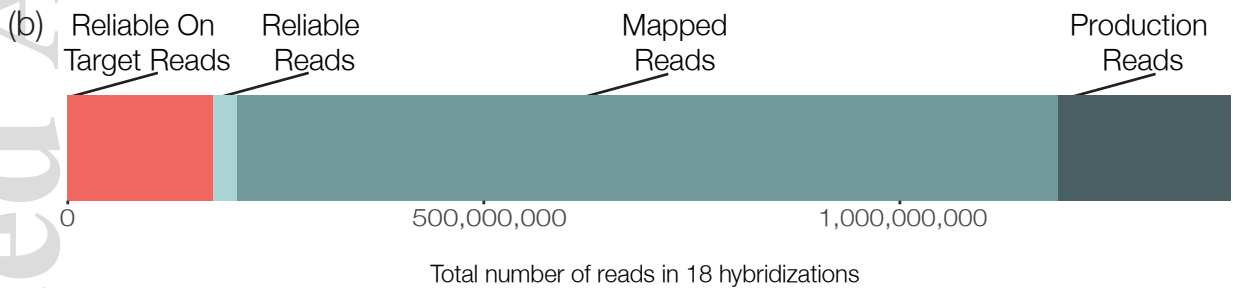 (b)
Reliable On
Target Reads
Reliable
Reads
Mapped
Reads
Production
Reads
0
500,000,000
1,000,000,000
Total number of reads in 18 hybridizations
ed A